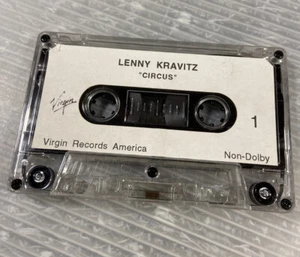 LENNY KRAVITZ
"CIRCUS"
Virgin
1
Virgin Records America
Non-Dolby